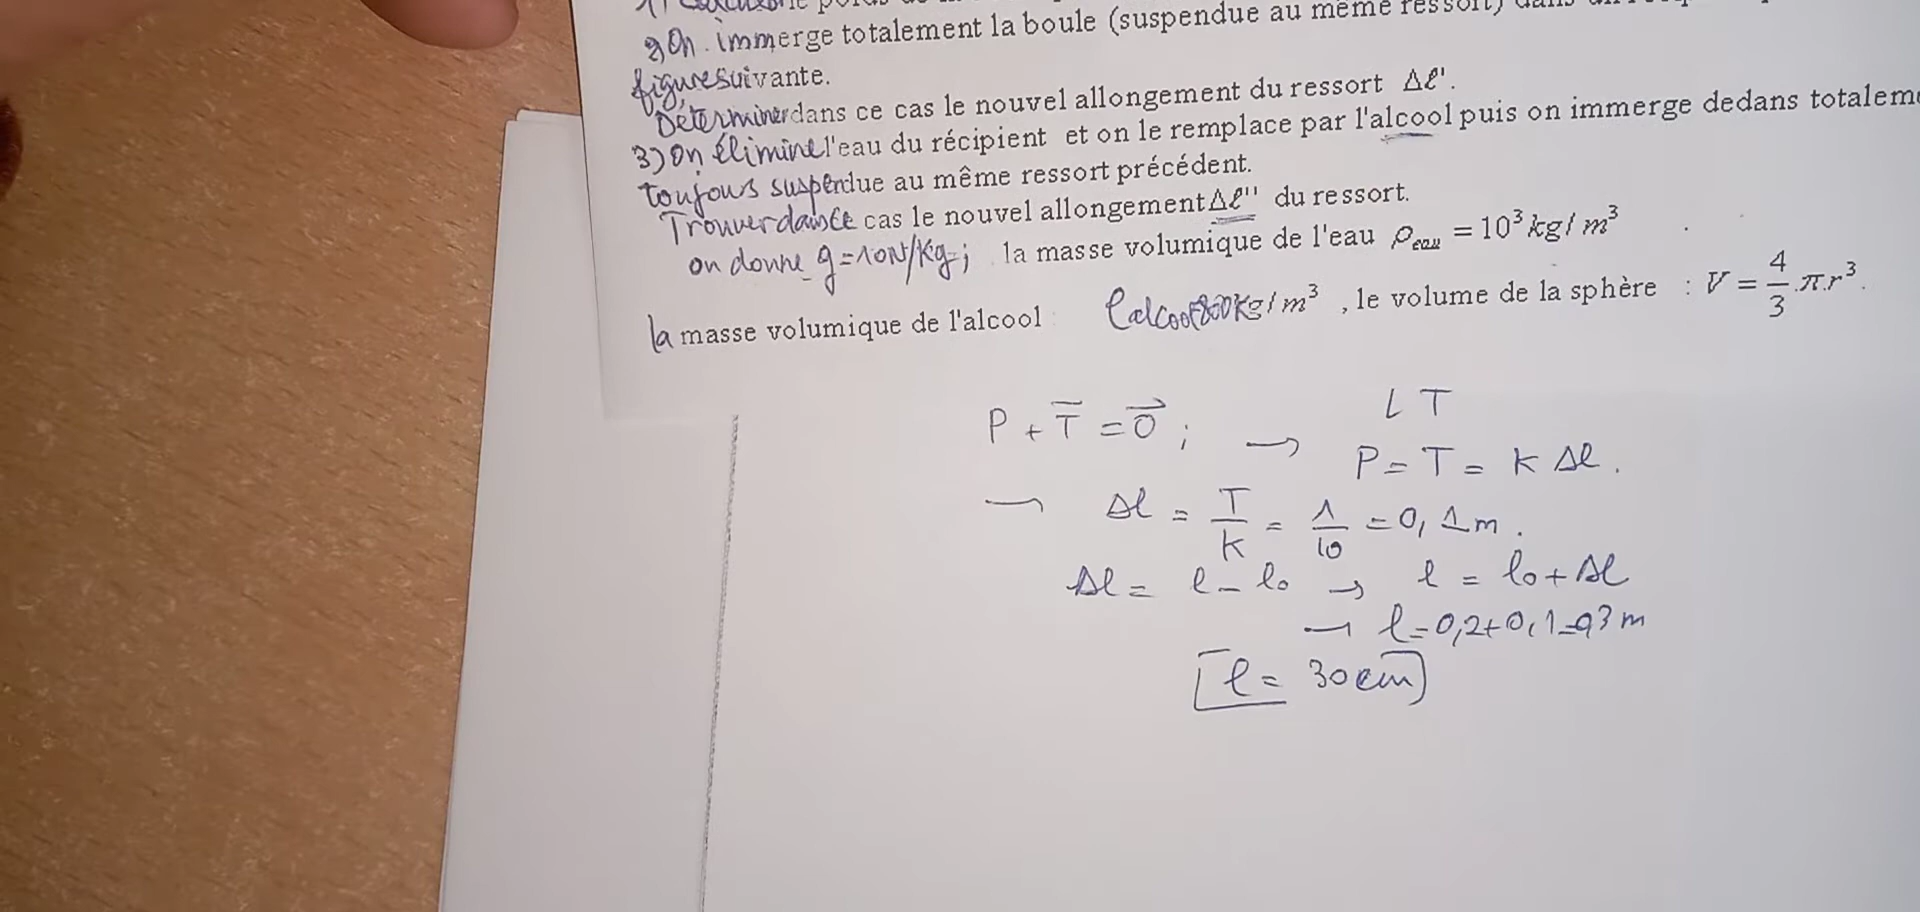 2) On immerge totalement la boule (suspendue au même ressort) dans un
figure suivante.
Déterminer dans ce cas le nouvel allongement du ressort Δℓ'.
3) On élimine l'eau du récipient et on le remplace par l'alcool puis on immerge dedans totalem
toujous suspendue au même ressort précédent.
Trouver dans ce cas le nouvel allongement Δℓ'' du ressort.
on donne g=10N/kg; la masse volumique de l'eau ρeau = 10³ kg/m³
la masse volumique de l'alcool ρalcool=800kg/m³, le volume de la sphère : V = 4/3.π.r³.
P + T = 0 ; → L T
P = T = K Δℓ.
→ Δℓ = T/K = 1/10 = 0,1m.
Δℓ = ℓ - ℓ₀ → ℓ = ℓ₀ + Δℓ
→ ℓ = 0,2+0,1=0,3 m
ℓ = 30cm